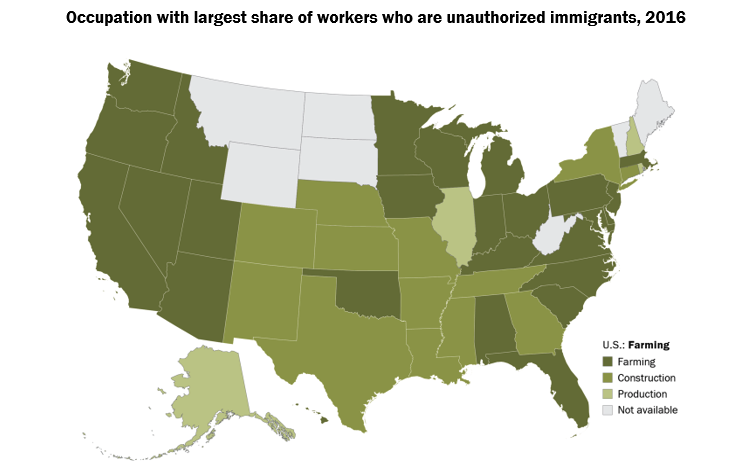 Occupation with largest share of workers who are unauthorized immigrants, 2016
U.S.: Farming
Farming
Construction
Production
Not available